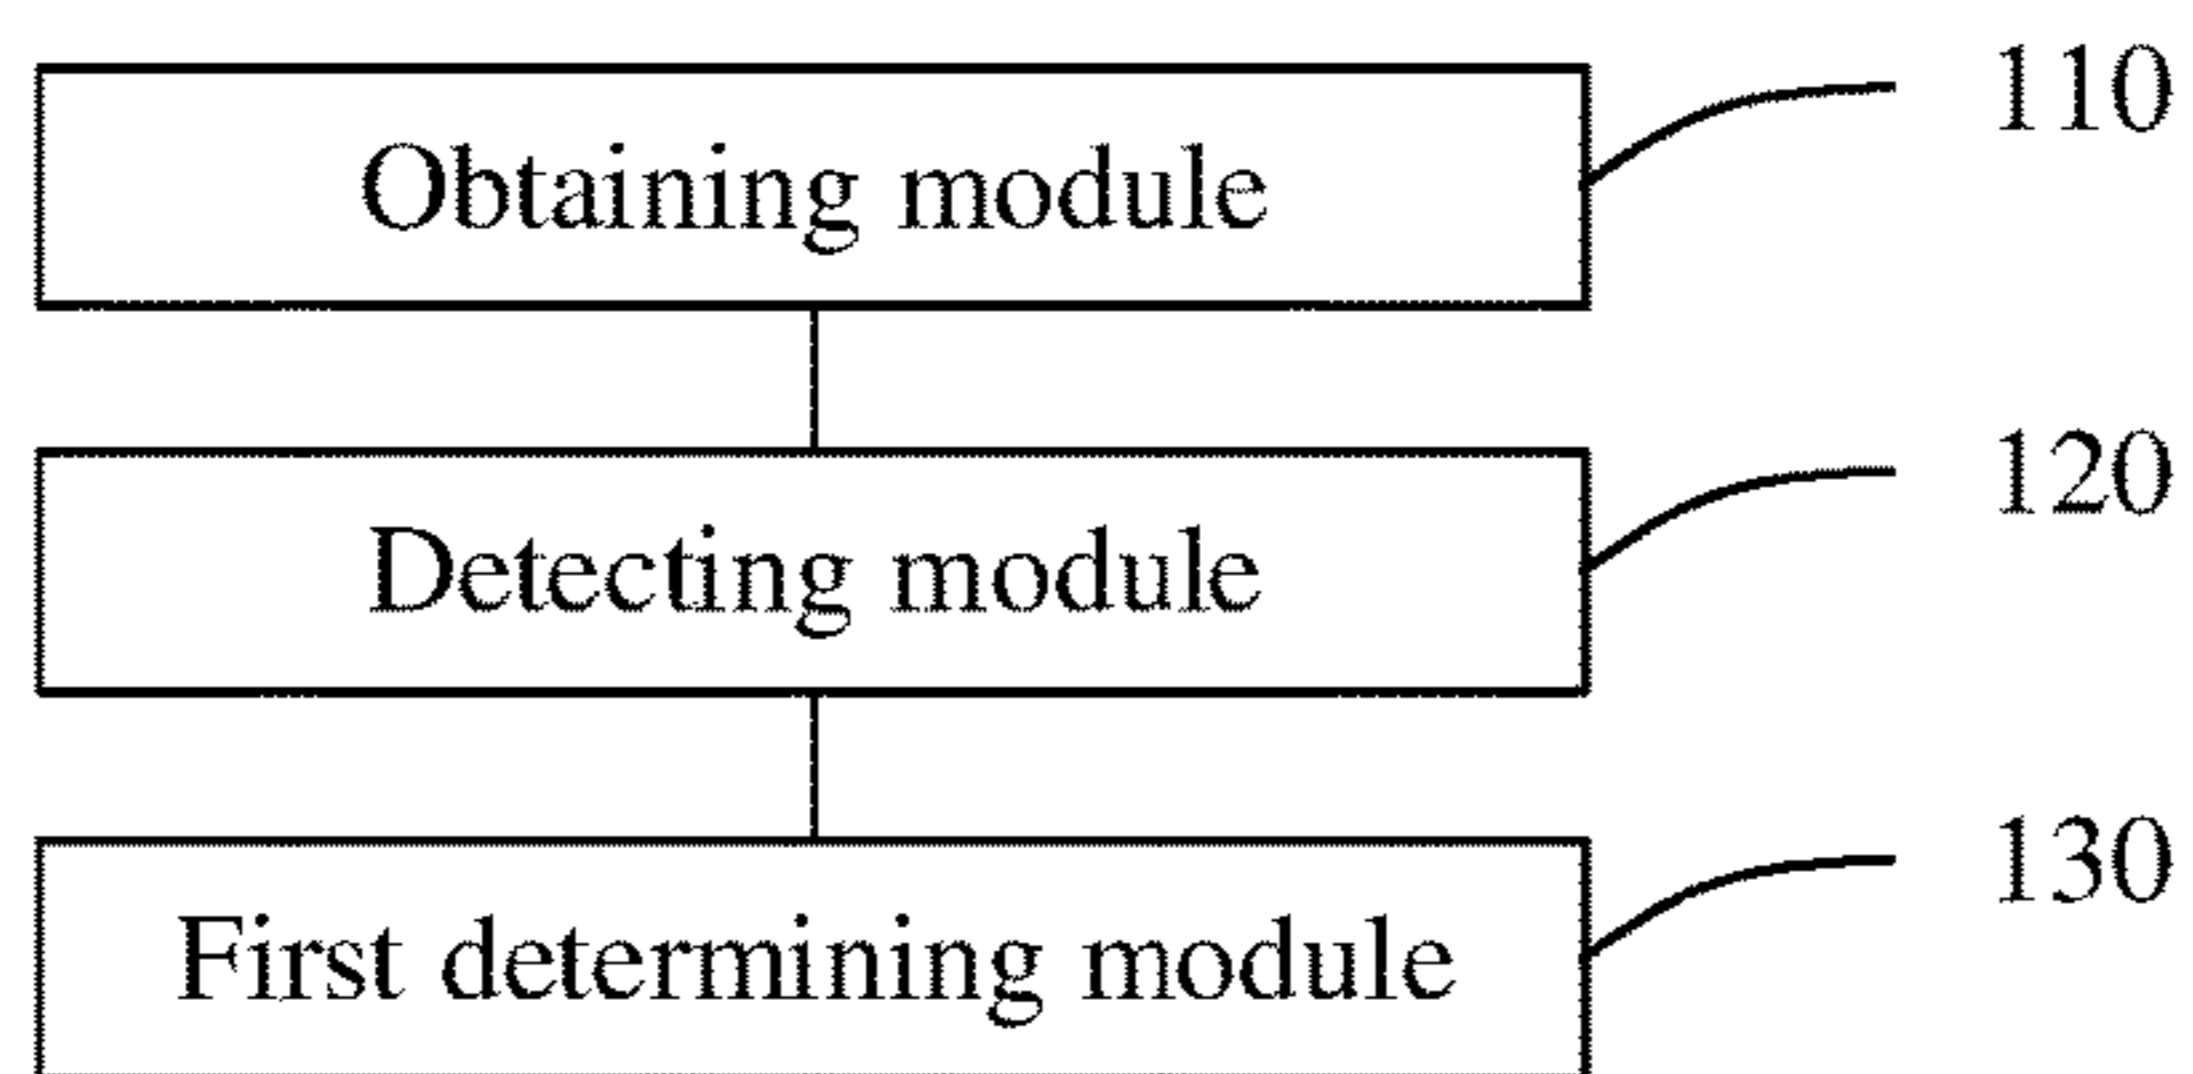 Obtaining module 110
Detecting module 120
First determining module 130